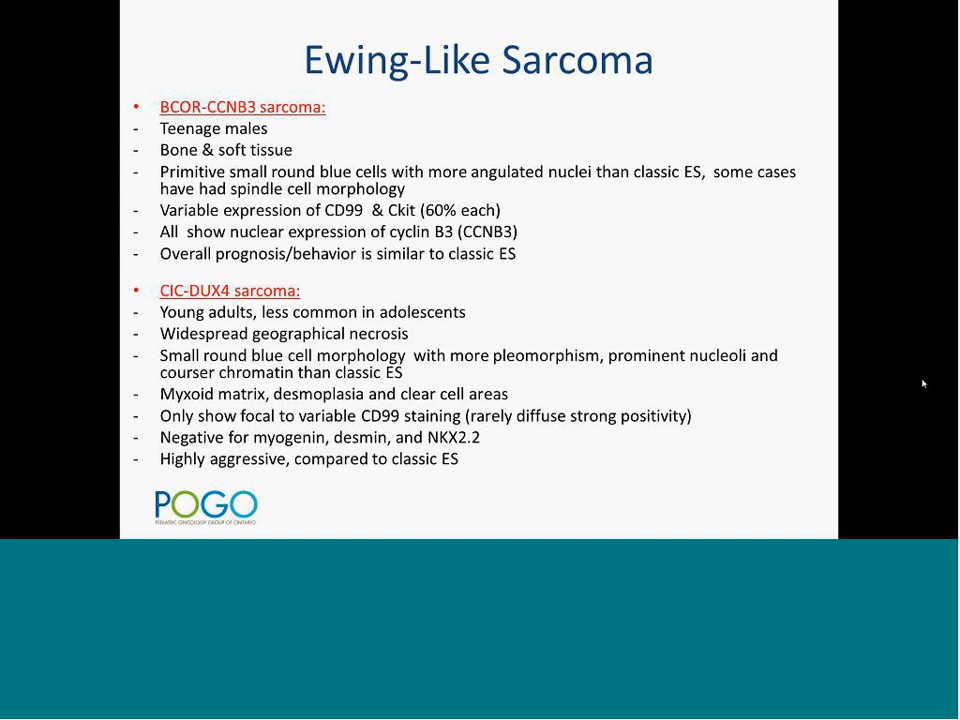 Ewing-Like Sarcoma
• BCOR-CCNB3 sarcoma:
- Teenage males
- Bone & soft tissue
- Primitive small round blue cells with more angulated nuclei than classic ES, some cases
have had spindle cell morphology
- Variable expression of CD99 & Ckit (60% each)
- All show nuclear expression of cyclin B3 (CCNB3)
- Overall prognosis/behavior is similar to classic ES
• CIC-DUX4 sarcoma:
- Young adults, less common in adolescents
- Widespread geographical necrosis
- Small round blue cell morphology with more pleomorphism, prominent nucleoli and
courser chromatin than classic ES
- Myxoid matrix, desmoplasia and clear cell areas
- Only show focal to variable CD99 staining (rarely diffuse strong positivity)
- Negative for myogenin, desmin, and NKX2.2
- Highly aggressive, compared to classic ES
POGO
PEDIATRIC ONCOLOGY GROUP OF ONTARIO